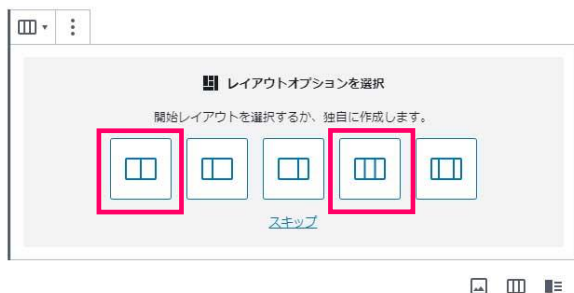 レイアウトオプションを選択
開始レイアウトを選択するか、独自に作成します。
スキップ